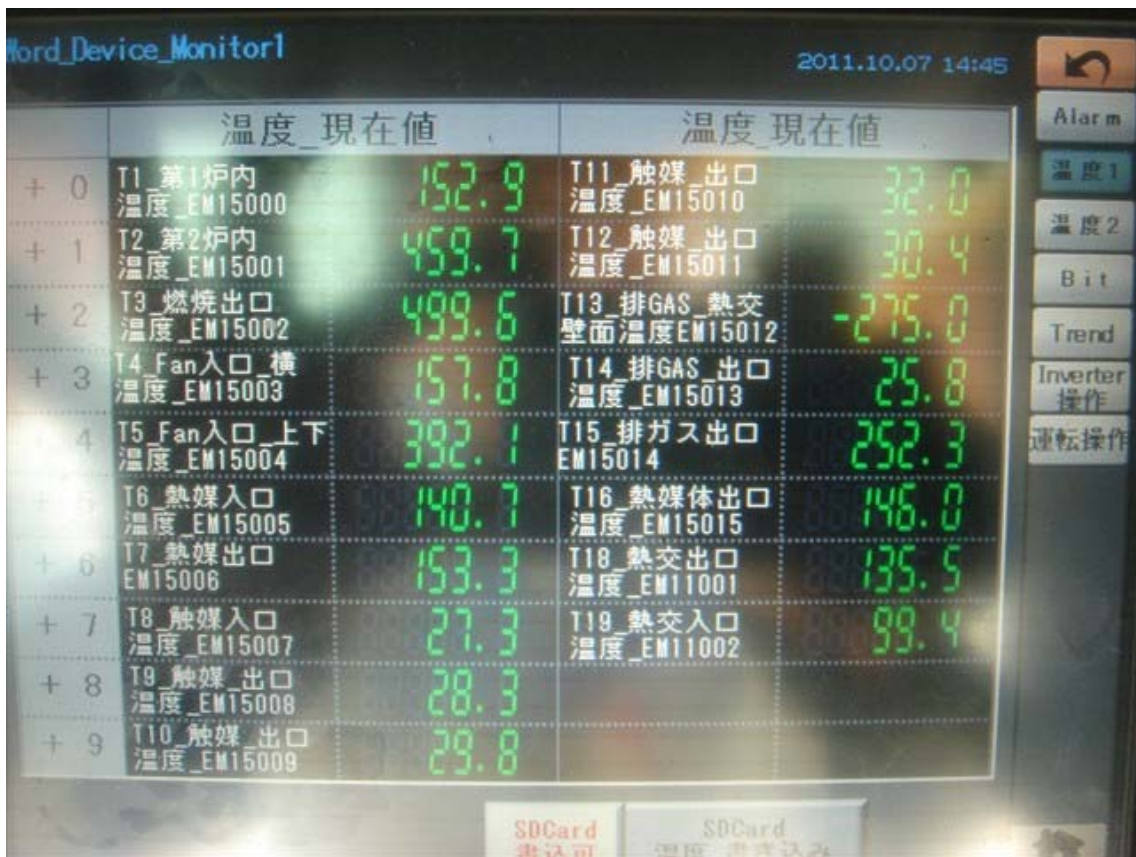 Word_Device_Monitor1
2011.10.07 14:45
温度_現在値
温度_現在値
+ 0
T1_第1炉内
温度_EM15000
152.9
T11_触媒_出口
温度_EM15010
32.0
+ 1
T2_第2炉内
温度_EM15001
459.7
T12_触媒_出口
温度_EM15011
30.4
+ 2
T3_燃焼出口
温度_EM15002
499.6
T13_排GAS_熱交
壁面温度EM15012
-275.0
+ 3
T4_Fan入口_横
温度_EM15003
157.8
T14_排GAS_出口
温度_EM15013
25.8
+ 4
T5_Fan入口_上下
温度_EM15004
392.1
T15_排ガス出口
EM15014
252.3
+ 5
T6_熱媒入口
温度_EM15005
140.7
T16_熱媒体出口
温度_EM15015
146.0
+ 6
T7_熱媒出口
EM15006
153.3
T18_熱交出口
温度_EM11001
135.5
+ 7
T8_触媒入口
温度_EM15007
27.3
T19_熱交入口
温度_EM11002
99.4
+ 8
T9_触媒_出口
温度_EM15008
28.3
+ 9
T10_触媒_出口
温度_EM15009
29.8
Alarm
温度1
温度2
Bit
Trend
Inverter
操作
運転操作
SDCard
書込可
SDCard